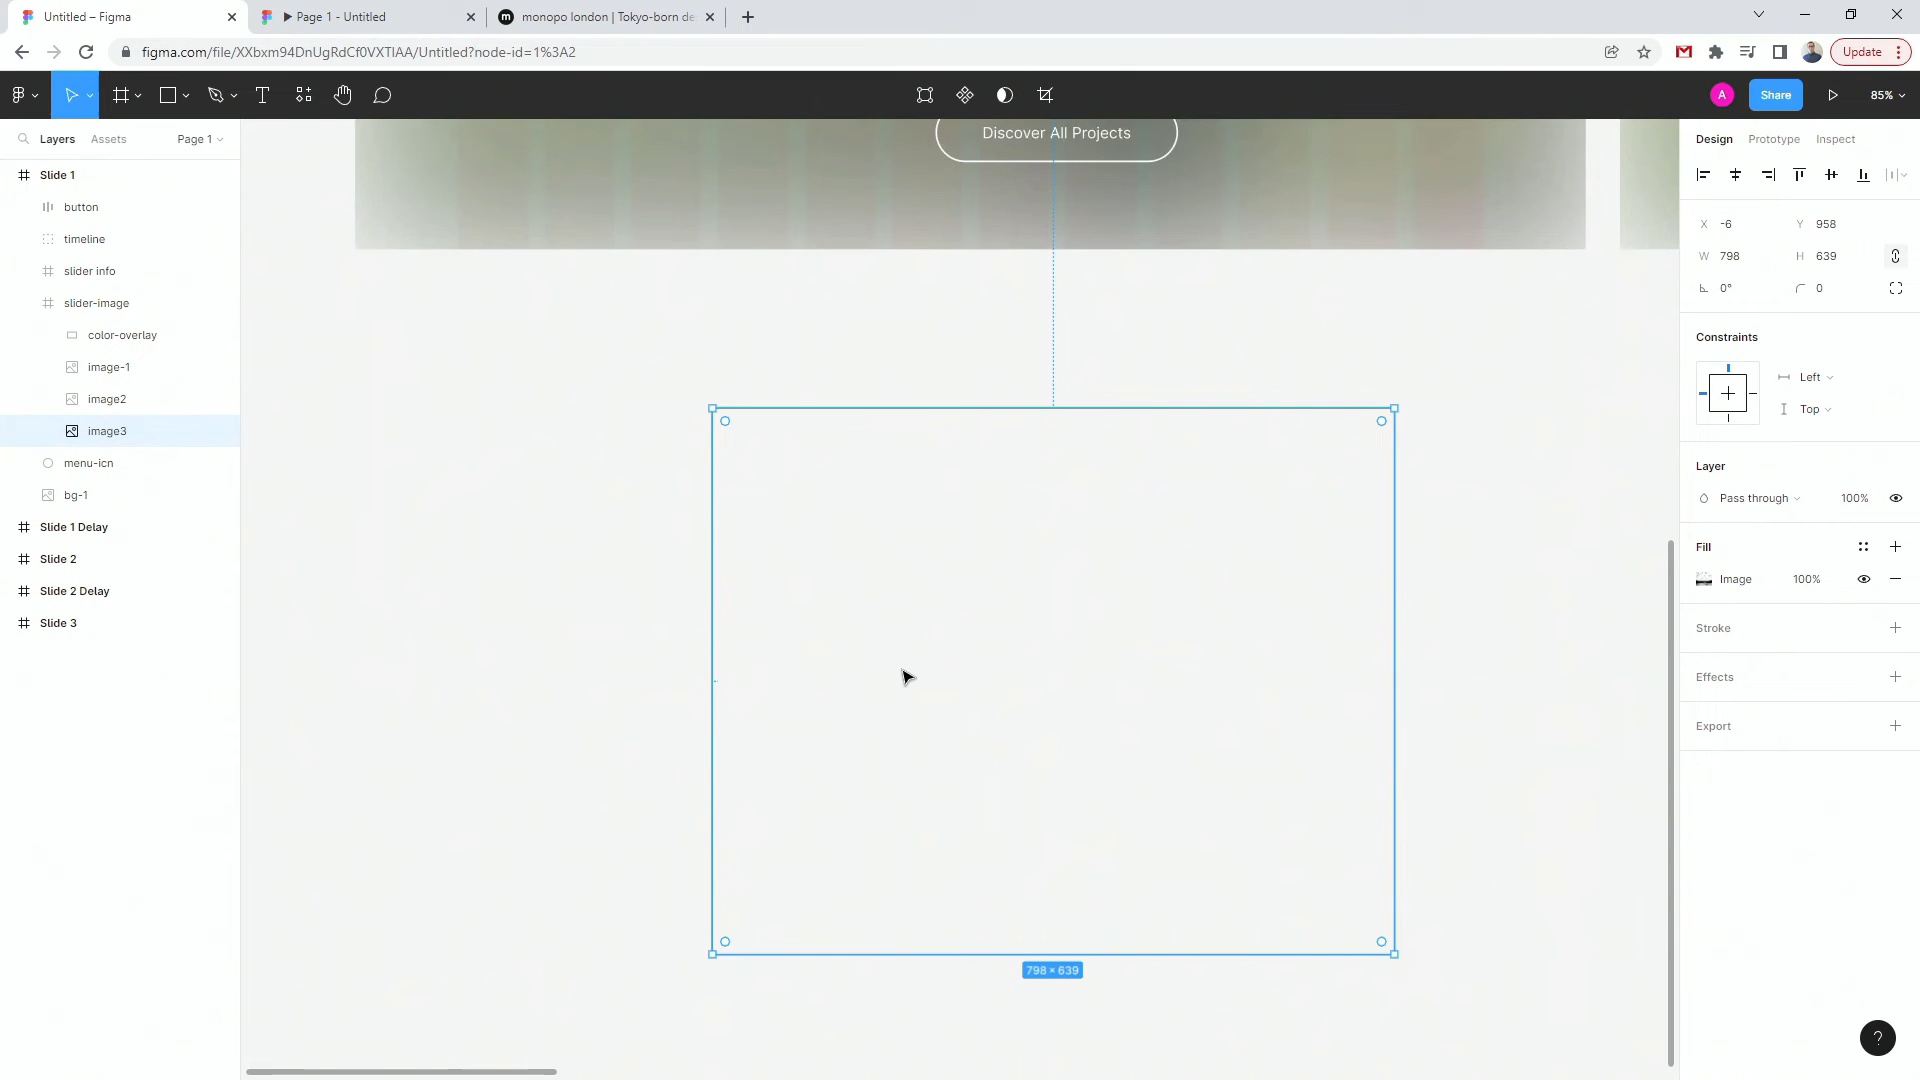 Untitled – Figma
▶ Page 1 - Untitled
m
monopo london | Tokyo-born de
figma.com/file/XXbxm94DnUgRdCf0VXTIAA/Untitled?node-id=1%3A2
Update
A
Share
85%
Layers
Assets
Page 1
Design
Prototype
Inspect
Discover All Projects
Slide 1
button
timeline
slider info
slider-image
color-overlay
image-1
image2
image3
menu-icn
bg-1
Slide 1 Delay
Slide 2
Slide 2 Delay
Slide 3
798 × 639
X -6
Y 958
W 798
H 639
0°
0
Constraints
Left
Top
Layer
Pass through
100%
Fill
Image
100%
Stroke
Effects
Export
?